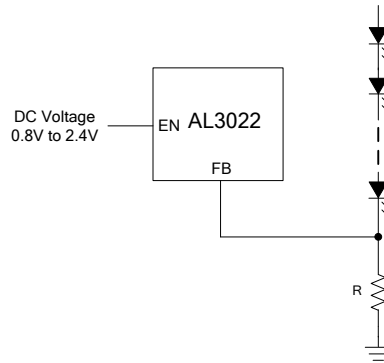 DC Voltage
0.8V to 2.4V
EN
AL3022
FB
R